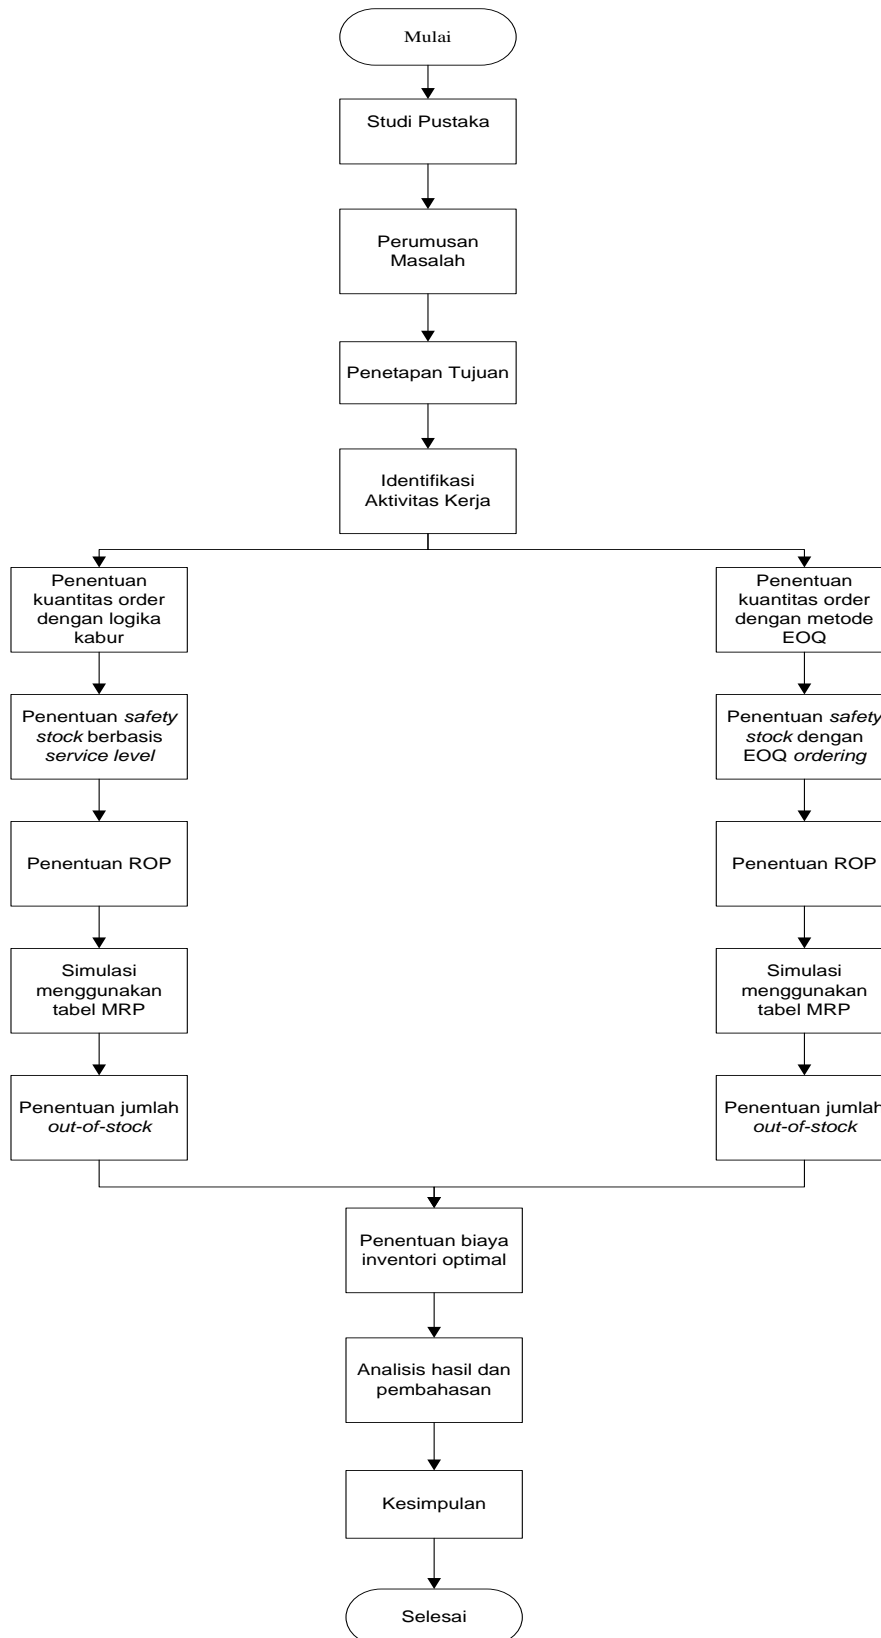 Mulai
Studi Pustaka
Perumusan
Masalah
Penetapan Tujuan
Identifikasi
Aktivitas Kerja
Penentuan
kuantitas order
dengan logika
kabur
Penentuan safety
stock berbasis
service level
Penentuan ROP
Simulasi
menggunakan
tabel MRP
Penentuan jumlah
out-of-stock
Penentuan
kuantitas order
dengan metode
EOQ
Penentuan safety
stock dengan
EOQ ordering
Penentuan ROP
Simulasi
menggunakan
tabel MRP
Penentuan jumlah
out-of-stock
Penentuan biaya
inventori optimal
Analisis hasil dan
pembahasan
Kesimpulan
Selesai